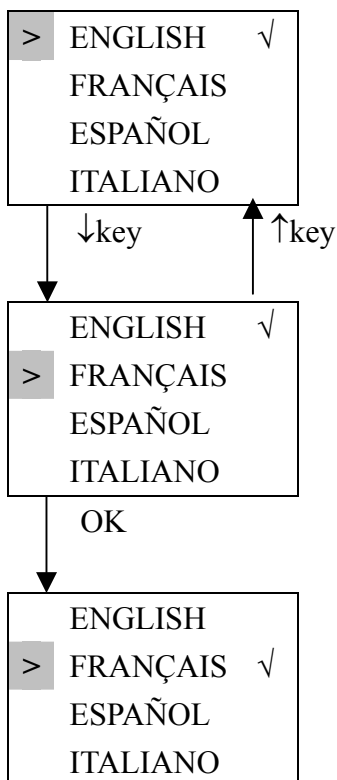 > ENGLISH √
FRANÇAIS
ESPAÑOL
ITALIANO
↓key ↑key
ENGLISH √
> FRANÇAIS
ESPAÑOL
ITALIANO
OK
ENGLISH
> FRANÇAIS √
ESPAÑOL
ITALIANO